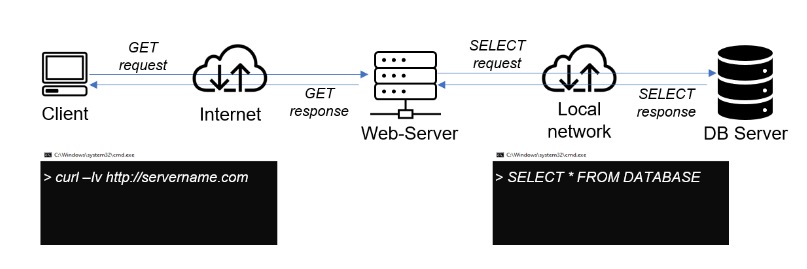 GET
request
SELECT
request
Client
Internet
GET
response
Web-Server
Local
network
SELECT
response
DB Server
C:\Windows\system32\cmd.exe
> curl –lv http://servername.com
C:\Windows\system32\cmd.exe
> SELECT * FROM DATABASE